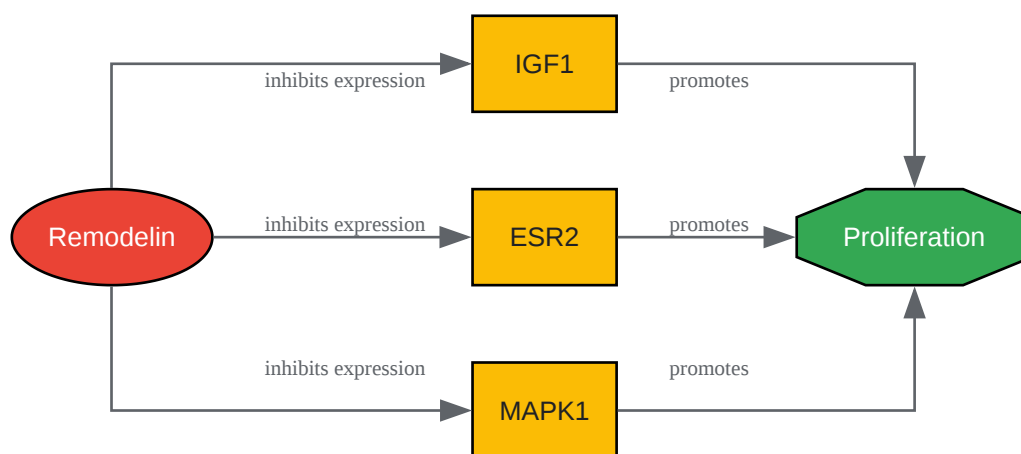 IGF1
inhibits expression
promotes
Remodelin
inhibits expression
ESR2
promotes
Proliferation
inhibits expression
promotes
MAPK1